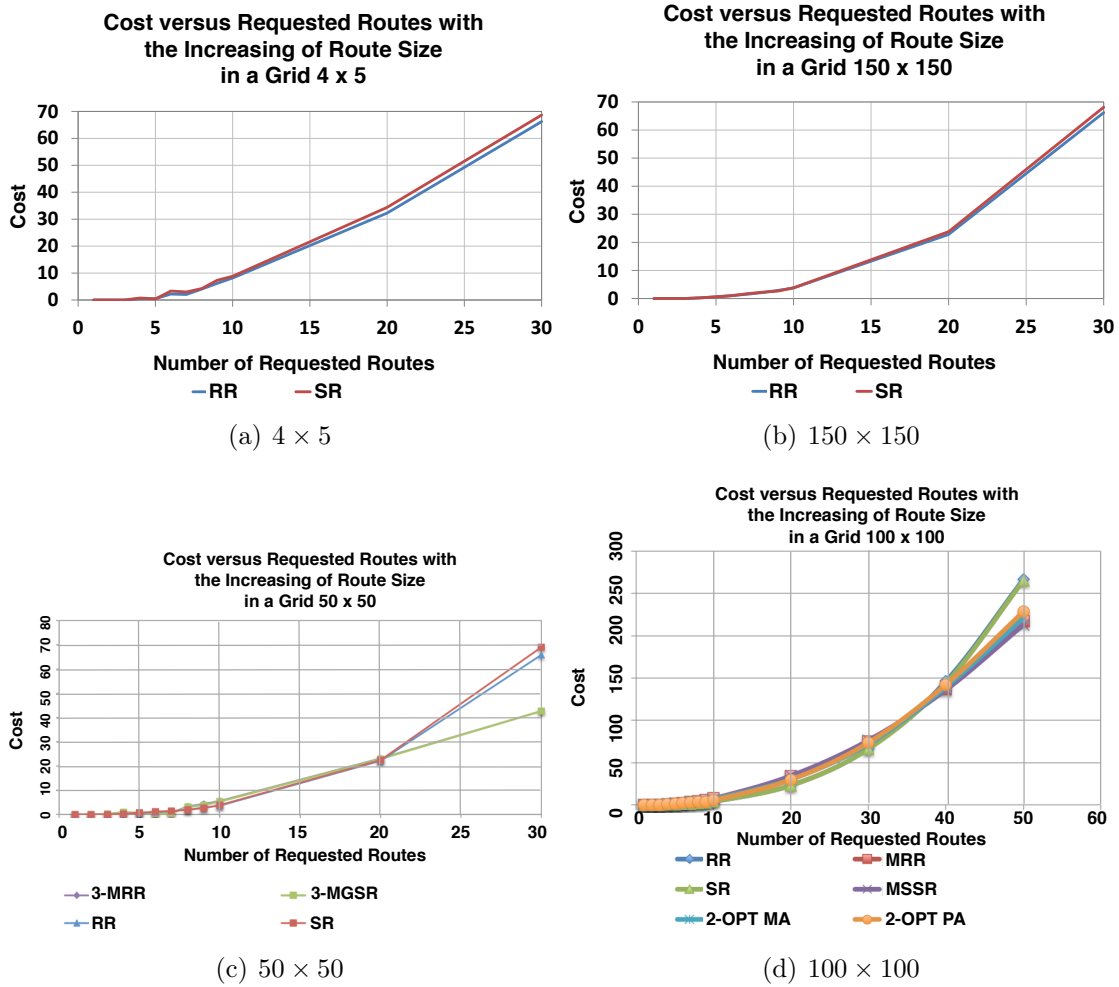 Cost versus Requested Routes with
the Increasing of Route Size
in a Grid 4 x 5
70
60
50
40
30
20
10
0
Cost
0 5 10 15 20 25 30
Number of Requested Routes
RR SR
(a) 4 × 5
Cost versus Requested Routes with
the Increasing of Route Size
in a Grid 150 x 150
70
60
50
40
30
20
10
0
Cost
0 5 10 15 20 25 30
Number of Requested Routes
RR SR
(b) 150 × 150
Cost versus Requested Routes with
the Increasing of Route Size
in a Grid 50 x 50
80
70
60
50
40
30
20
10
0
Cost
0 5 10 15 20 25 30
Number of Requested Routes
3-MRR 3-MGSR
RR SR
(c) 50 × 50
Cost versus Requested Routes with
the Increasing of Route Size
in a Grid 100 x 100
300
250
200
150
100
50
0
Cost
0 10 20 30 40 50 60
Number of Requested Routes
RR MRR
SR MSSR
2-OPT MA 2-OPT PA
(d) 100 × 100